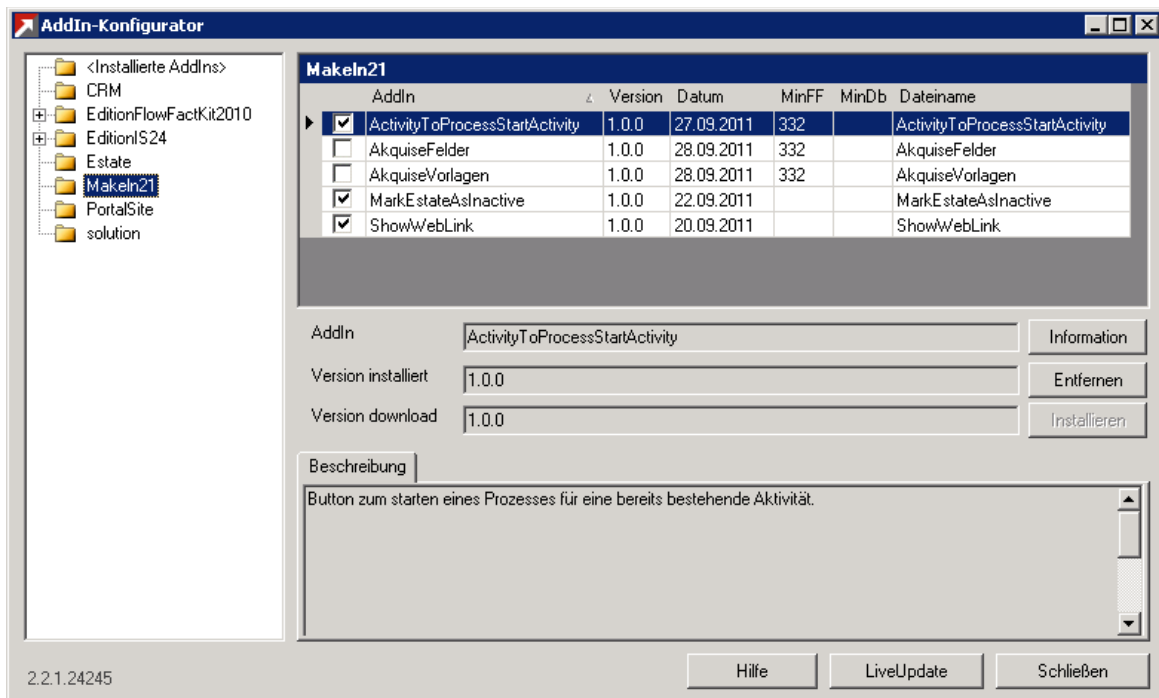 AddIn-Konfigurator
<Installierte AddIns>
CRM
EditionFlowFactKit2010
EditionIS24
Estate
MakeIn21
PortalSite
solution
MakeIn21
AddIn Version Datum MinFF MinDb Dateiname
ActivityToProcessStartActivity 1.0.0 27.09.2011 332 ActivityToProcessStartActivity
AkquiseFelder 1.0.0 28.09.2011 332 AkquiseFelder
AkquiseVorlagen 1.0.0 28.09.2011 332 AkquiseVorlagen
MarkEstateAsInactive 1.0.0 22.09.2011 MarkEstateAsInactive
ShowWebLink 1.0.0 20.09.2011 ShowWebLink
AddIn ActivityToProcessStartActivity Information
Version installiert 1.0.0 Entfernen
Version download 1.0.0 Installieren
Beschreibung
Button zum starten eines Prozesses für eine bereits bestehende Aktivität.
2.2.1.24245 Hilfe LiveUpdate Schließen